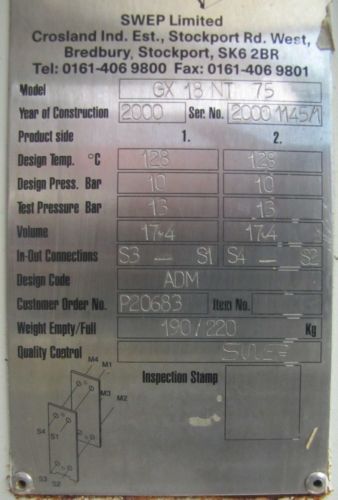 SWEP Limited
Crosland Ind. Est., Stockport Rd. West,
Bredbury, Stockport, SK6 2BR
Tel: 0161-406 9800 Fax: 0161-406 9801
Model GX 18 NT 75
Year of Construction 2000 Ser. No. 2000 1145/1
Product side 1. 2.
Design Temp. °C 128 128
Design Press. Bar 10 10
Test Pressure Bar 13 13
Volume 17.4 17.4
In-Out Connections S3 – S1 S4 – S2
Design Code ADM
Customer Order No. P20683 Item No.
Weight Empty/Full 190/220 Kg
Quality Control
Inspection Stamp
M4 M1
M3 M2
S4 S1
S3 S2